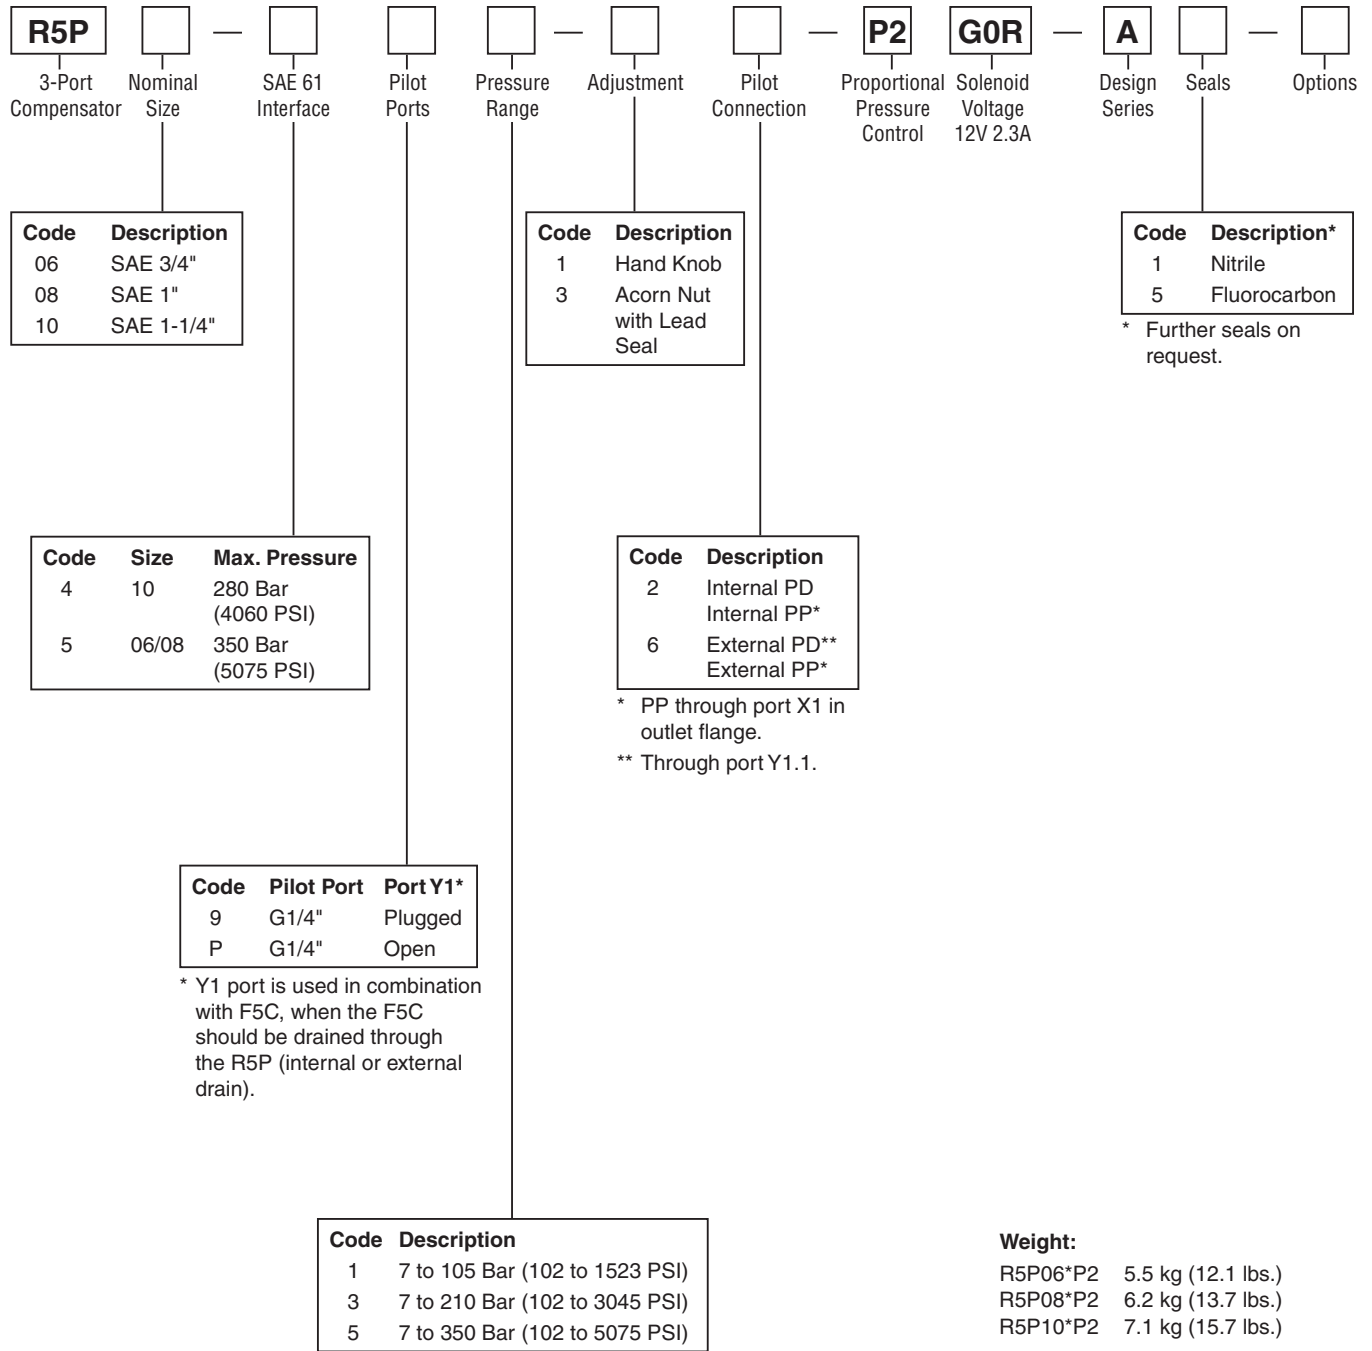 R5P — — P2 G0R — A —
3-Port Compensator
Nominal Size
SAE 61 Interface
Pilot Ports
Pressure Range
Adjustment
Pilot Connection
Proportional Pressure Control
Solenoid Voltage 12V 2.3A
Design Series
Seals
Options
Code Description
06 SAE 3/4"
08 SAE 1"
10 SAE 1-1/4"
Code Description
1 Hand Knob
3 Acorn Nut
with Lead
Seal
Code Description*
1 Nitrile
5 Fluorocarbon
* Further seals on
request.
Code Size Max. Pressure
4 10 280 Bar
(4060 PSI)
5 06/08 350 Bar
(5075 PSI)
Code Description
2 Internal PD
Internal PP*
6 External PD**
External PP*
* PP through port X1 in
outlet flange.
** Through port Y1.1.
Code Pilot Port Port Y1*
9 G1/4" Plugged
P G1/4" Open
* Y1 port is used in combination
with F5C, when the F5C
should be drained through
the R5P (internal or external
drain).
Code Description
1 7 to 105 Bar (102 to 1523 PSI)
3 7 to 210 Bar (102 to 3045 PSI)
5 7 to 350 Bar (102 to 5075 PSI)
Weight:
R5P06*P2 5.5 kg (12.1 lbs.)
R5P08*P2 6.2 kg (13.7 lbs.)
R5P10*P2 7.1 kg (15.7 lbs.)